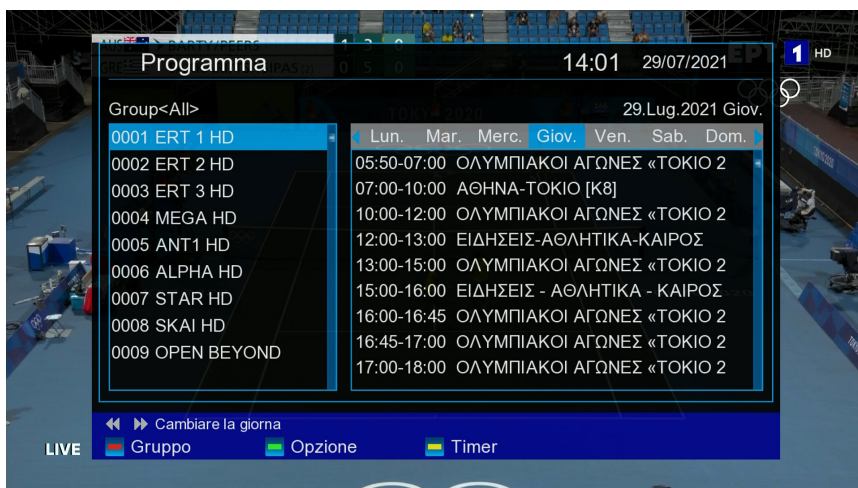 Programma 14:01 29/07/2021
1 HD
Group<All> 29.Lug.2021 Giov.
Lun. Mar. Merc. Giov. Ven. Sab. Dom.
0001 ERT 1 HD
0002 ERT 2 HD
0003 ERT 3 HD
0004 MEGA HD
0005 ANT1 HD
0006 ALPHA HD
0007 STAR HD
0008 SKAI HD
0009 OPEN BEYOND
05:50-07:00 ΟΛΥΜΠΙΑΚΟΙ ΑΓΩΝΕΣ «ΤΟΚΙΟ 2
07:00-10:00 ΑΘΗΝΑ-ΤΟΚΙΟ [Κ8]
10:00-12:00 ΟΛΥΜΠΙΑΚΟΙ ΑΓΩΝΕΣ «ΤΟΚΙΟ 2
12:00-13:00 ΕΙΔΗΣΕΙΣ-ΑΘΛΗΤΙΚΑ-ΚΑΙΡΟΣ
13:00-15:00 ΟΛΥΜΠΙΑΚΟΙ ΑΓΩΝΕΣ «ΤΟΚΙΟ 2
15:00-16:00 ΕΙΔΗΣΕΙΣ - ΑΘΛΗΤΙΚΑ - ΚΑΙΡΟΣ
16:00-16:45 ΟΛΥΜΠΙΑΚΟΙ ΑΓΩΝΕΣ «ΤΟΚΙΟ 2
16:45-17:00 ΟΛΥΜΠΙΑΚΟΙ ΑΓΩΝΕΣ «ΤΟΚΙΟ 2
17:00-18:00 ΟΛΥΜΠΙΑΚΟΙ ΑΓΩΝΕΣ «ΤΟΚΙΟ 2
Cambiare la giorna
LIVE
Gruppo Opzione Timer